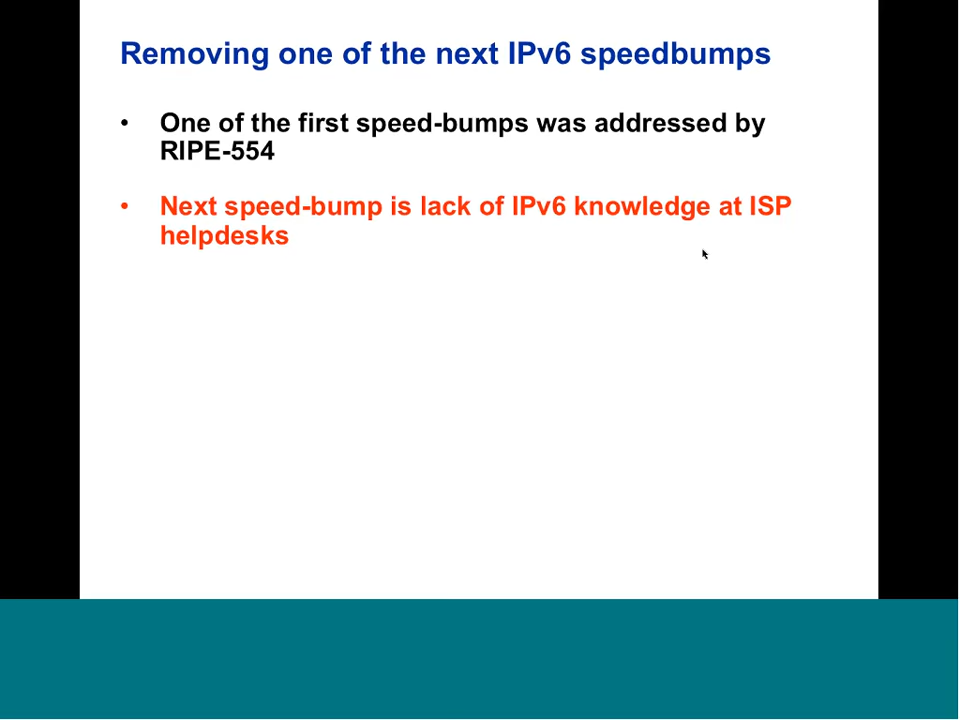 Removing one of the next IPv6 speedbumps
• One of the first speed-bumps was addressed by
RIPE-554
• Next speed-bump is lack of IPv6 knowledge at ISP
helpdesks